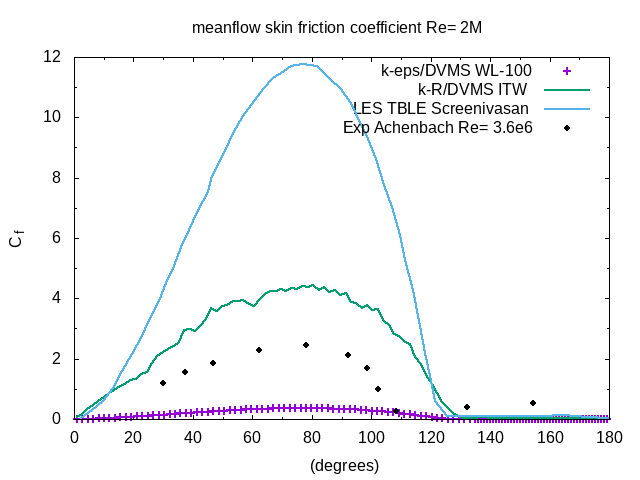 meanflow skin friction coefficient Re= 2M
12
10
8
6
4
2
0
C f
k-eps/DVMS WL-100
k-R/DVMS ITW
LES TBLE Screenivasan
Exp Achenbach Re= 3.6e6
0 20 40 60 80 100 120 140 160 180
(degrees)